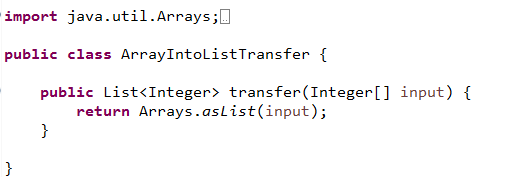 import java.util.Arrays;
public class ArrayIntoListTransfer {
public List<Integer> transfer(Integer[] input) {
return Arrays.asList(input);
}
}